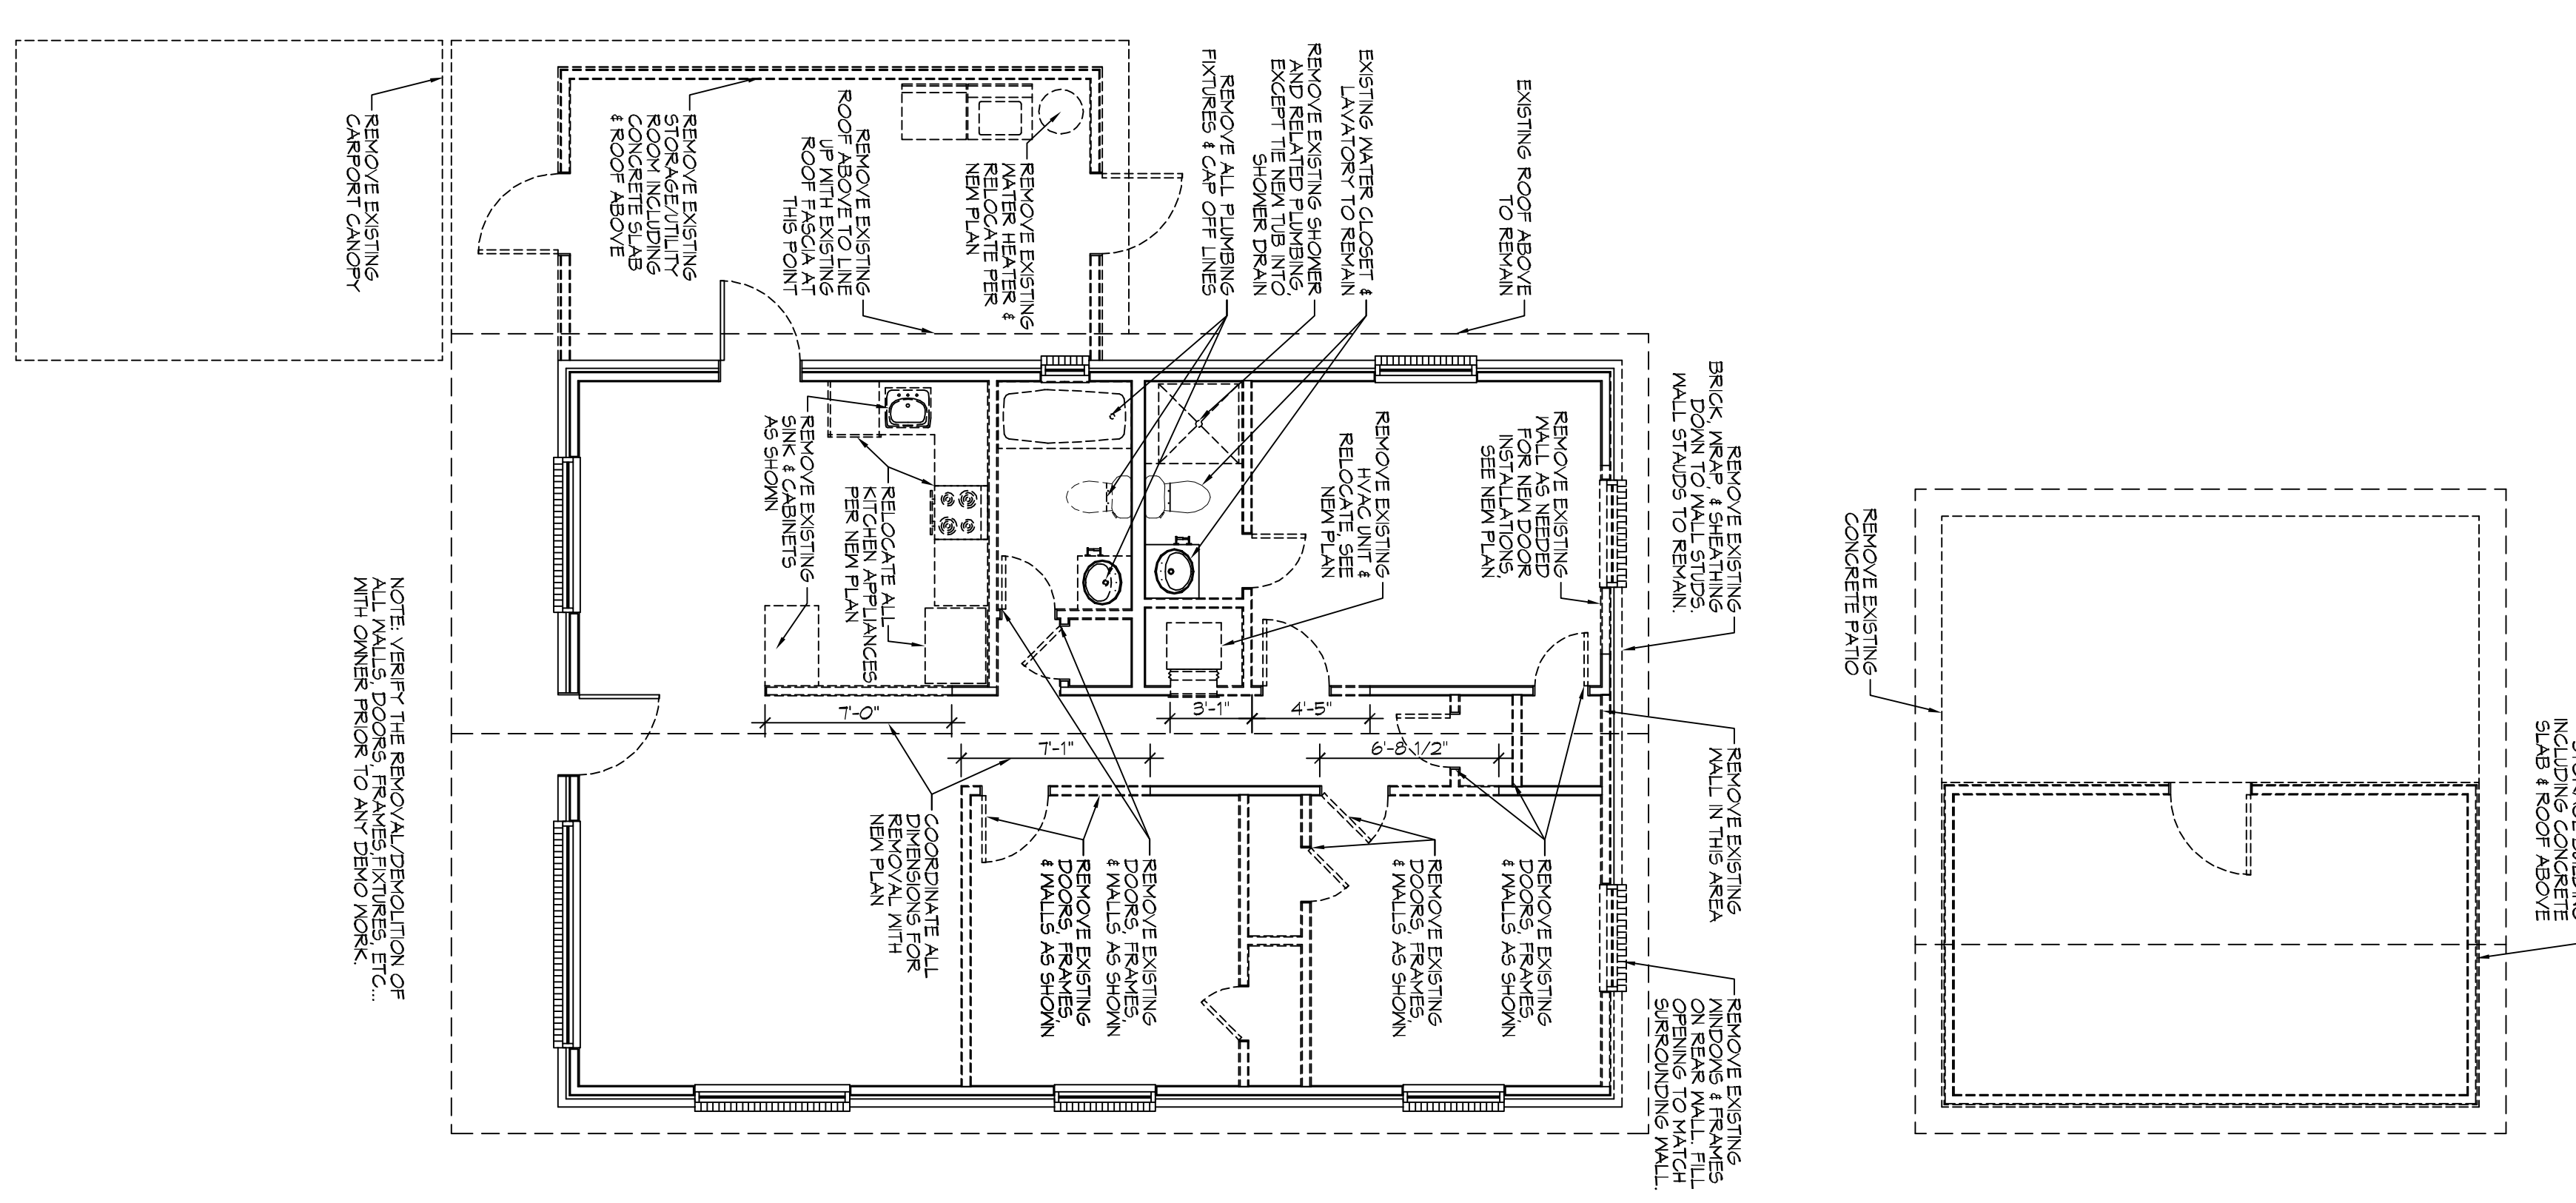 REMOVE EXISTING
CARPORT CANOPY
REMOVE EXISTING
STORAGE/UTILITY
ROOM INCLUDING
CONCRETE SLAB
& ROOF ABOVE
REMOVE EXISTING
ROOF ABOVE TO LINE
UP WITH EXISTING
ROOF FASCIA AT
THIS POINT
REMOVE EXISTING
WATER HEATER &
RELOCATE PER
NEW PLAN
REMOVE ALL PLUMBING
FIXTURES & CAP OFF LINES
REMOVE EXISTING SHOWER
AND RELATED PLUMBING,
EXCEPT TIE NEW TUB INTO
SHOWER DRAIN
EXISTING WATER CLOSET &
LAVATORY TO REMAIN
EXISTING ROOF ABOVE
TO REMAIN
REMOVE EXISTING
BRICK, WRAP, & SHEATHING
DOWN TO WALL STUDS.
WALL STAUDS TO REMAIN.
REMOVE EXISTING
WALL AS NEEDED
FOR NEW DOOR
INSTALLATIONS,
SEE NEW PLAN
REMOVE EXISTING
HVAC UNIT &
RELOCATE, SEE
NEW PLAN
RELOCATE ALL
KITCHEN APPLIANCES
PER NEW PLAN
REMOVE EXISTING
SINK & CABINETS
AS SHOWN
7'-0"
3'-1"
4'-5"
7'-1"
6'-8 1/2"
NOTE: VERIFY THE REMOVAL/DEMOLITION OF
ALL WALLS, DOORS, FRAMES,FIXTURES, ETC...
WITH OWNER PRIOR TO ANY DEMO WORK.
COORDINATE ALL
DIMENSIONS FOR
REMOVAL WITH
NEW PLAN
REMOVE EXISTING
DOORS, FRAMES,
& WALLS AS SHOWN
REMOVE EXISTING
DOORS, FRAMES,
& WALLS AS SHOWN
REMOVE EXISTING
DOORS, FRAMES,
& WALLS AS SHOWN
REMOVE EXISTING
DOORS, FRAMES,
& WALLS AS SHOWN
REMOVE EXISTING
WALL IN THIS AREA
REMOVE EXISTING
WINDOWS & FRAMES
ON REAR WALL. FILL
OPENING TO MATCH
SURROUNDING WALL.
REMOVE EXISTING
CONCRETE PATIO
INCLUDING CONCRETE
SLAB & ROOF ABOVE